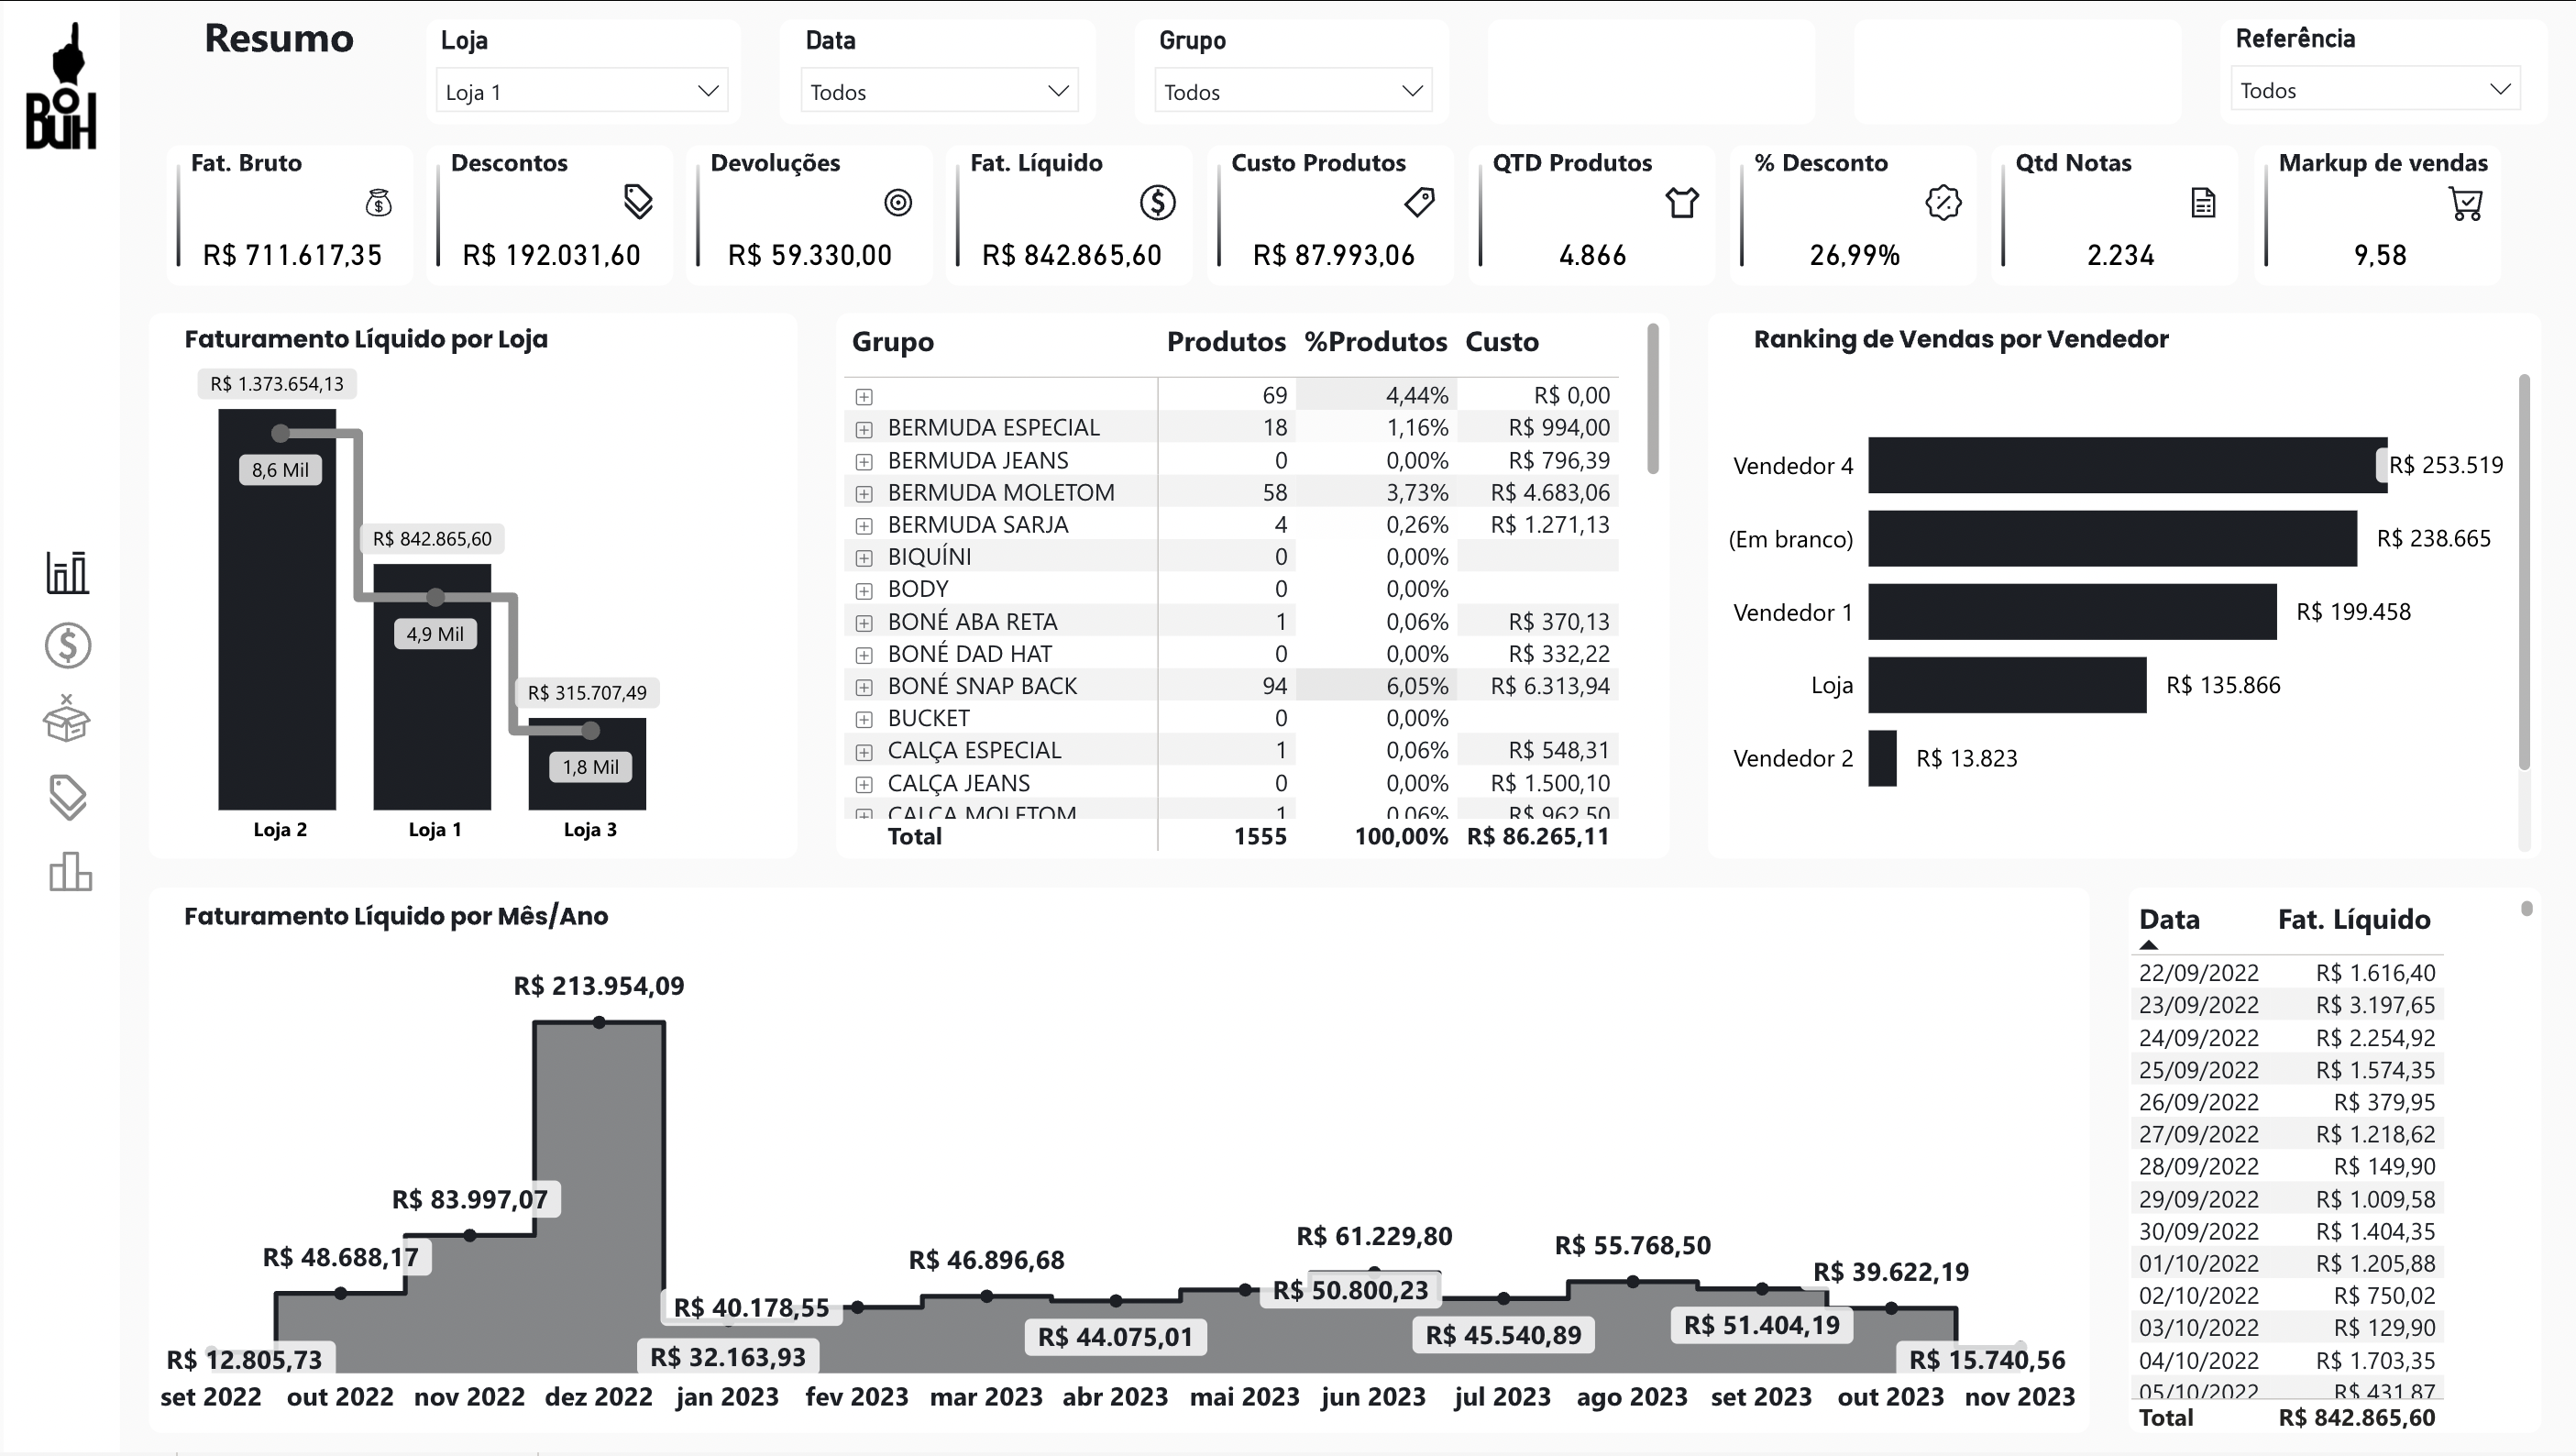 BÖUH
Resumo
Loja
Loja 1
Data
Todos
Grupo
Todos
Referência
Todos
Fat. Bruto
R$ 711.617,35
Descontos
R$ 192.031,60
Devoluções
R$ 59.330,00
Fat. Líquido
R$ 842.865,60
Custo Produtos
R$ 87.993,06
QTD Produtos
4.866
% Desconto
26,99%
Qtd Notas
2.234
Markup de vendas
9,58
Faturamento Líquido por Loja
R$ 1.373.654,13
8,6 Mil
R$ 842.865,60
4,9 Mil
R$ 315.707,49
1,8 Mil
Loja 2 Loja 1 Loja 3
Grupo Produtos %Produtos Custo
69 4,44% R$ 0,00
BERMUDA ESPECIAL 18 1,16% R$ 994,00
BERMUDA JEANS 0 0,00% R$ 796,39
BERMUDA MOLETOM 58 3,73% R$ 4.683,06
BERMUDA SARJA 4 0,26% R$ 1.271,13
BIQUÍNI 0 0,00%
BODY 0 0,00%
BONÉ ABA RETA 1 0,06% R$ 370,13
BONÉ DAD HAT 0 0,00% R$ 332,22
BONÉ SNAP BACK 94 6,05% R$ 6.313,94
BUCKET 0 0,00%
CALÇA ESPECIAL 1 0,06% R$ 548,31
CALÇA JEANS 0 0,00% R$ 1.500,10
CALÇA MOLETOM 1 0,06% R$ 962,50
Total 1555 100,00% R$ 86.265,11
Ranking de Vendas por Vendedor
Vendedor 4 R$ 253.519
(Em branco) R$ 238.665
Vendedor 1 R$ 199.458
Loja R$ 135.866
Vendedor 2 R$ 13.823
Faturamento Líquido por Mês/Ano
R$ 12.805,73
R$ 48.688,17
R$ 83.997,07
R$ 213.954,09
R$ 32.163,93
R$ 40.178,55
R$ 46.896,68
R$ 44.075,01
R$ 50.800,23
R$ 61.229,80
R$ 45.540,89
R$ 55.768,50
R$ 51.404,19
R$ 39.622,19
R$ 15.740,56
set 2022 out 2022 nov 2022 dez 2022 jan 2023 fev 2023 mar 2023 abr 2023 mai 2023 jun 2023 jul 2023 ago 2023 set 2023 out 2023 nov 2023
Data Fat. Líquido
22/09/2022 R$ 1.616,40
23/09/2022 R$ 3.197,65
24/09/2022 R$ 2.254,92
25/09/2022 R$ 1.574,35
26/09/2022 R$ 379,95
27/09/2022 R$ 1.218,62
28/09/2022 R$ 149,90
29/09/2022 R$ 1.009,58
30/09/2022 R$ 1.404,35
01/10/2022 R$ 1.205,88
02/10/2022 R$ 750,02
03/10/2022 R$ 129,90
04/10/2022 R$ 1.703,35
05/10/2022 R$ 431,87
Total R$ 842.865,60